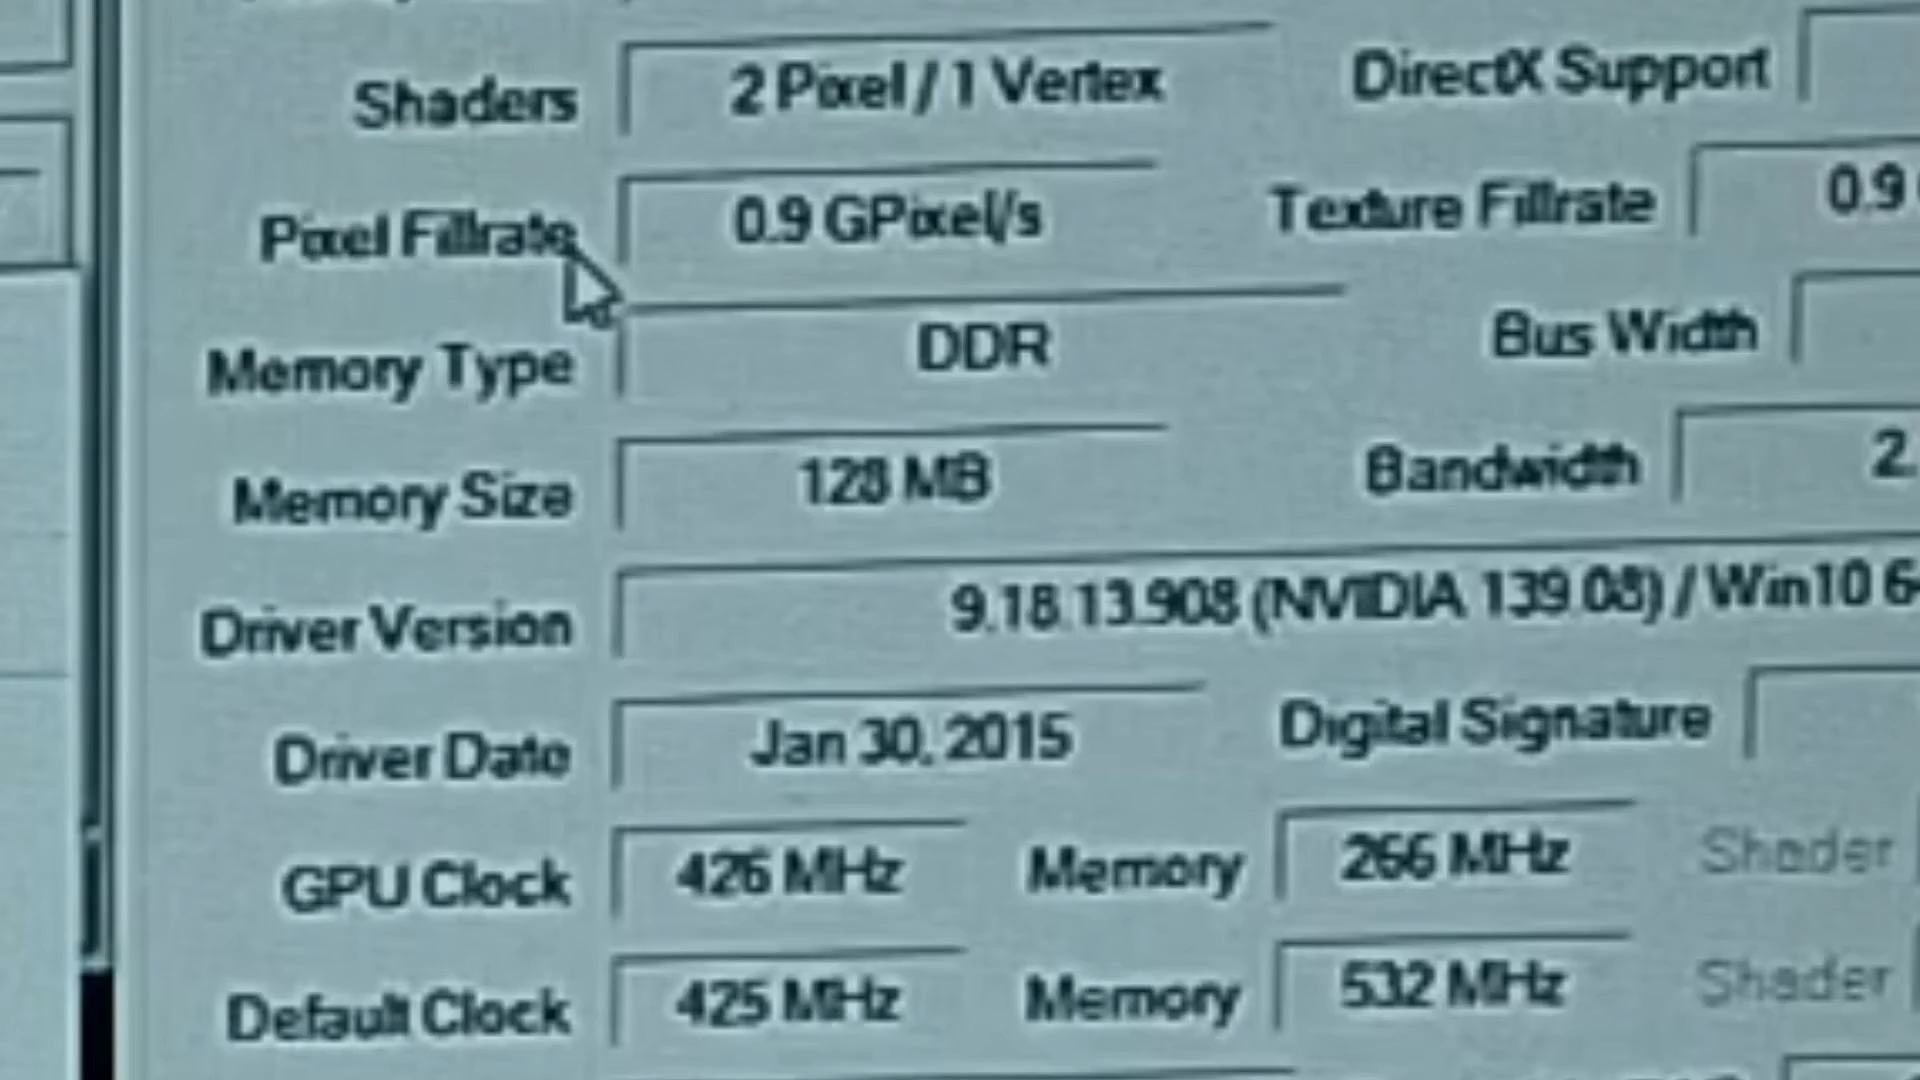 Shaders 2 Pixel / 1 Vertex DirectX Support
Pixel Fillrate 0.9 GPixel/s Texture Fillrate 0.9
Memory Type DDR Bus Width
Memory Size 128 MB Bandwidth 2.
Driver Version 9.18.13.908 (NVIDIA 139.08) / Win10 6
Driver Date Jan 30, 2015 Digital Signature
GPU Clock 426 MHz Memory 266 MHz Shader
Default Clock 425 MHz Memory 532 MHz Shader